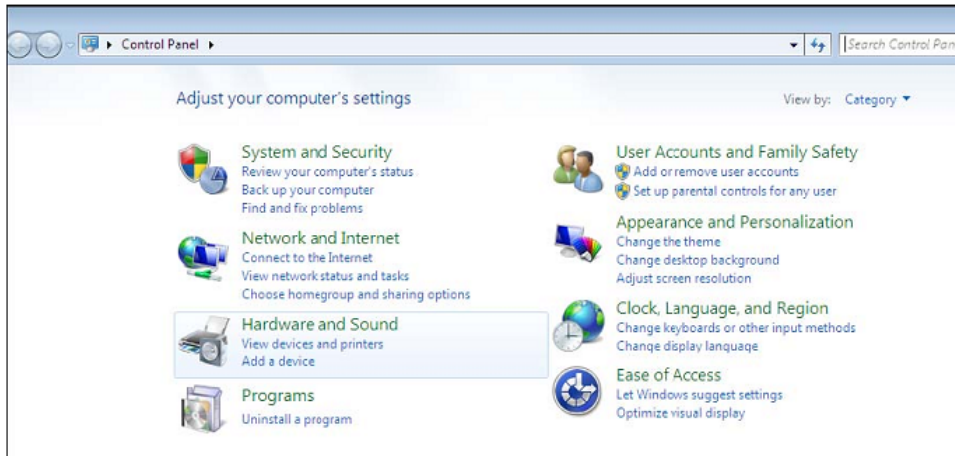 Control Panel
Search Control Pan
Adjust your computer's settings
View by: Category
System and Security
Review your computer's status
Back up your computer
Find and fix problems
Network and Internet
Connect to the Internet
View network status and tasks
Choose homegroup and sharing options
Hardware and Sound
View devices and printers
Add a device
Programs
Uninstall a program
User Accounts and Family Safety
Add or remove user accounts
Set up parental controls for any user
Appearance and Personalization
Change the theme
Change desktop background
Adjust screen resolution
Clock, Language, and Region
Change keyboards or other input methods
Change display language
Ease of Access
Let Windows suggest settings
Optimize visual display